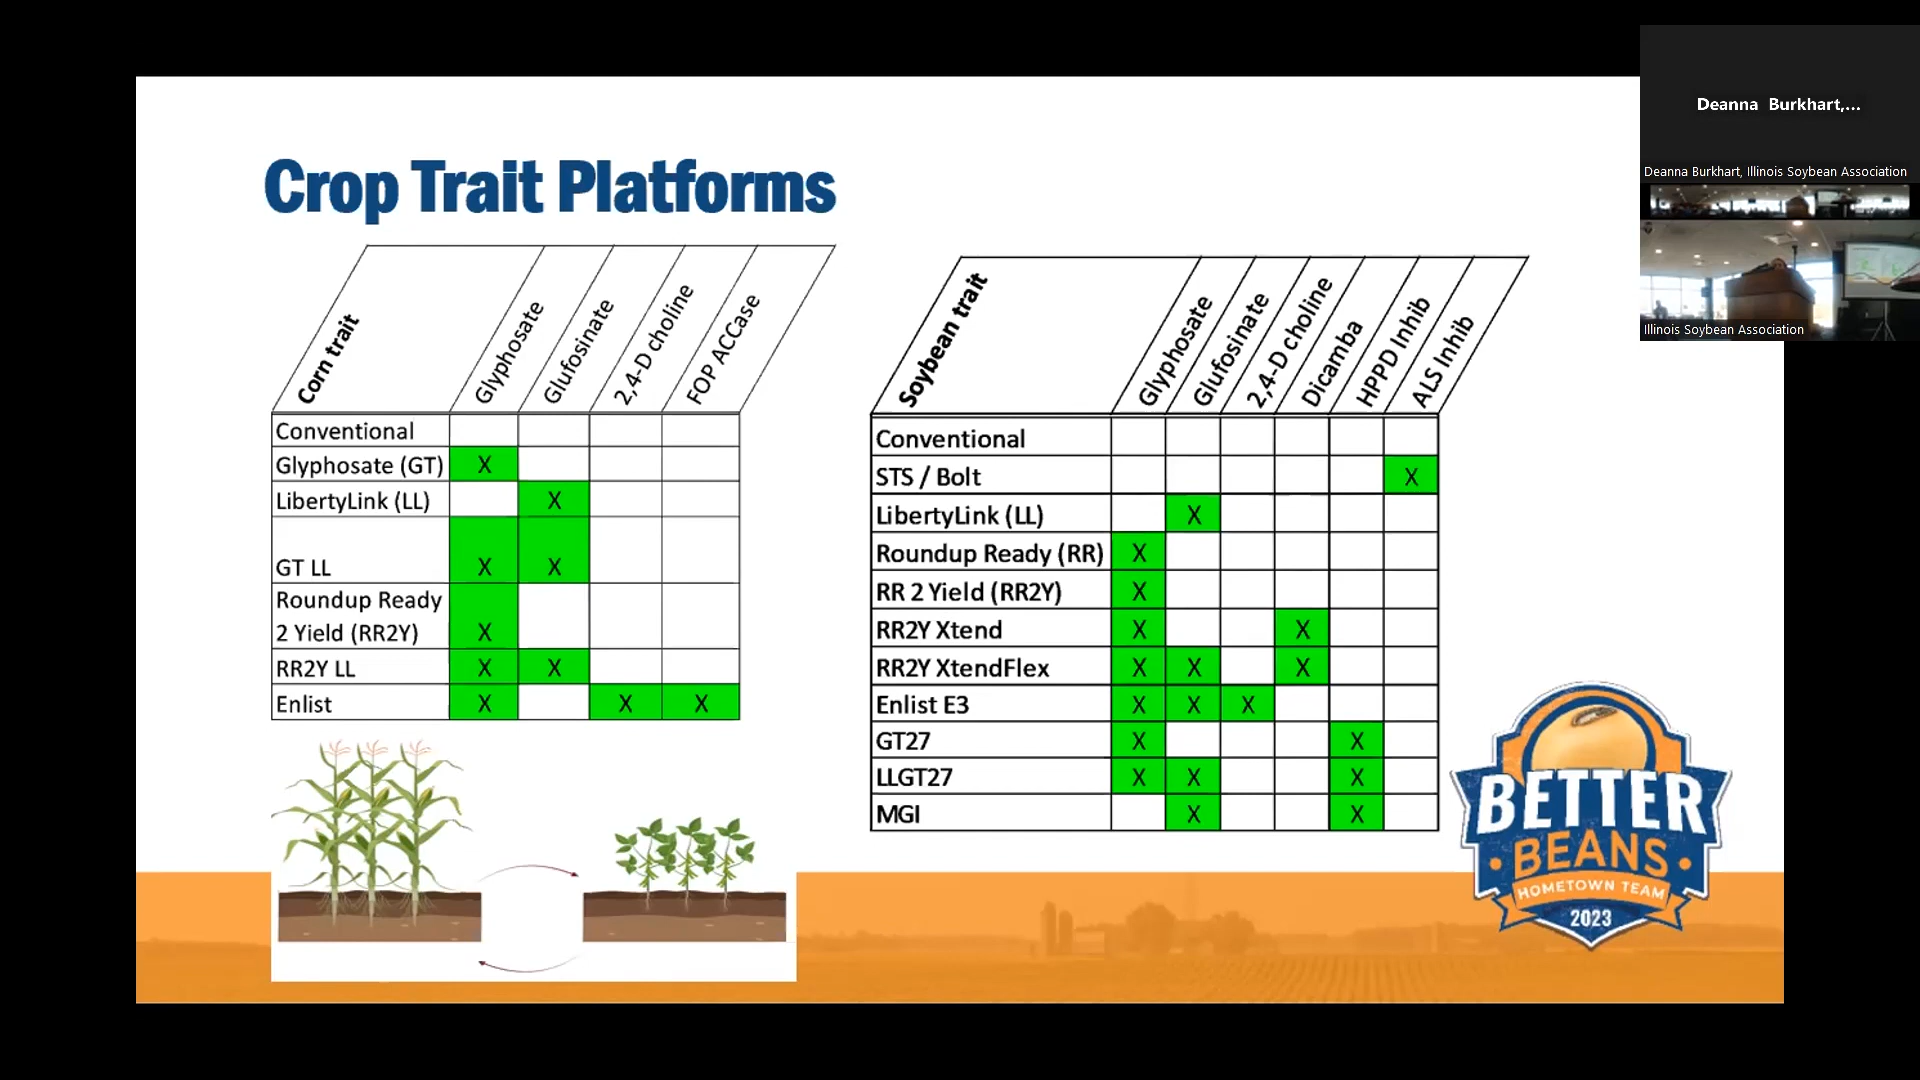 Deanna Burkhart,...
Deanna Burkhart, Illinois Soybean Association
Illinois Soybean Association
Crop Trait Platforms
Corn trait Glyphosate Glufosinate 2,4-D choline FOP ACCase
Conventional
Glyphosate (GT) X
LibertyLink (LL) X
GT LL X X
Roundup Ready
2 Yield (RR2Y) X
RR2Y LL X X
Enlist X X X
Soybean trait Glyphosate Glufosinate 2,4-D choline Dicamba HPPD Inhib ALS Inhib
Conventional
STS / Bolt X
LibertyLink (LL) X
Roundup Ready (RR) X
RR 2 Yield (RR2Y) X
RR2Y Xtend X X
RR2Y XtendFlex X X X
Enlist E3 X X X
GT27 X X
LLGT27 X X X
MGI X X
BETTER
BEANS
HOMETOWN TEAM
2023